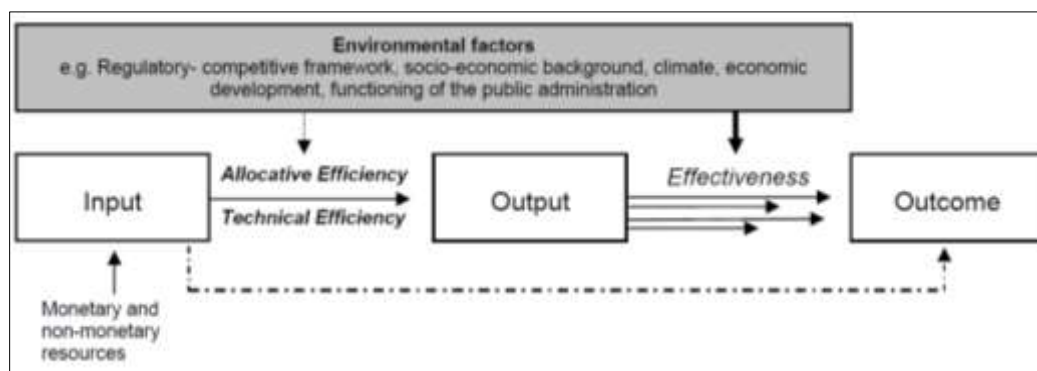 Environmental factors
e.g. Regulatory- competitive framework, socio-economic background, climate, economic
development, functioning of the public administration
Allocative Efficiency
Effectiveness
Input
Output
Outcome
Technical Efficiency
Monetary and
non-monetary
resources